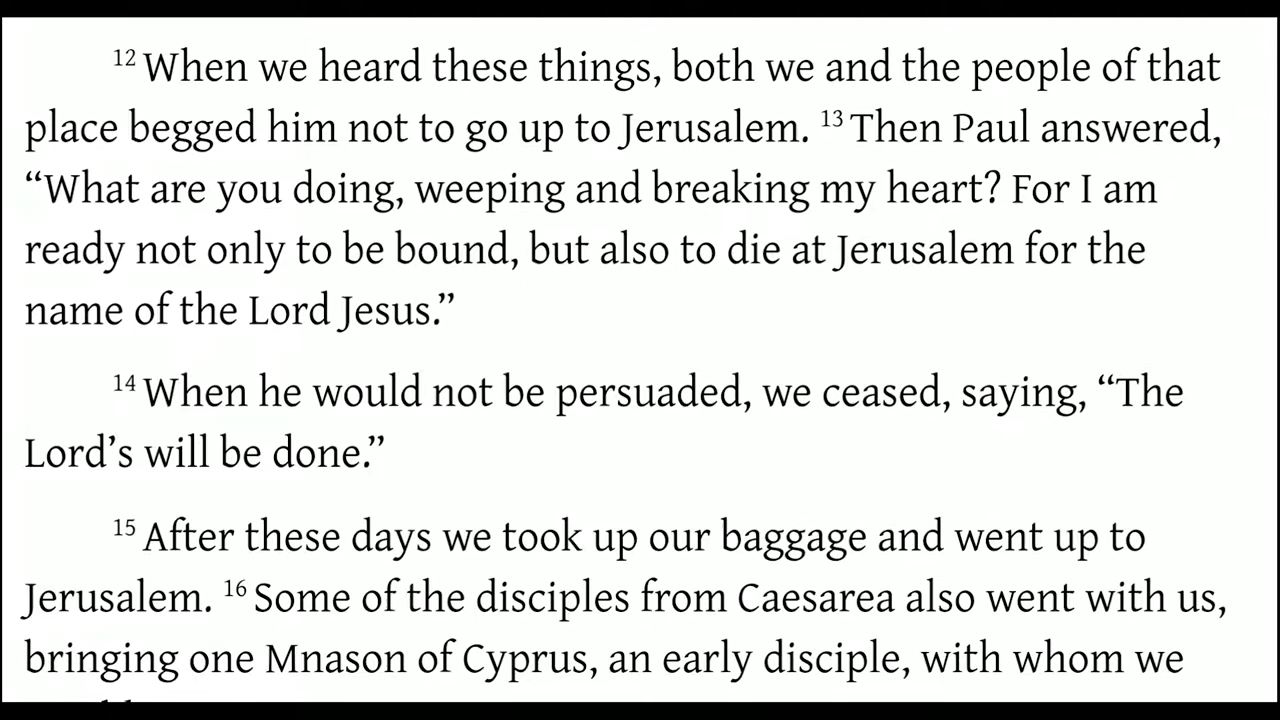 12 When we heard these things, both we and the people of that
place begged him not to go up to Jerusalem. 13 Then Paul answered,
“What are you doing, weeping and breaking my heart? For I am
ready not only to be bound, but also to die at Jerusalem for the
name of the Lord Jesus.”
14 When he would not be persuaded, we ceased, saying, “The
Lord’s will be done.”
15 After these days we took up our baggage and went up to
Jerusalem. 16 Some of the disciples from Caesarea also went with us,
bringing one Mnason of Cyprus, an early disciple, with whom we